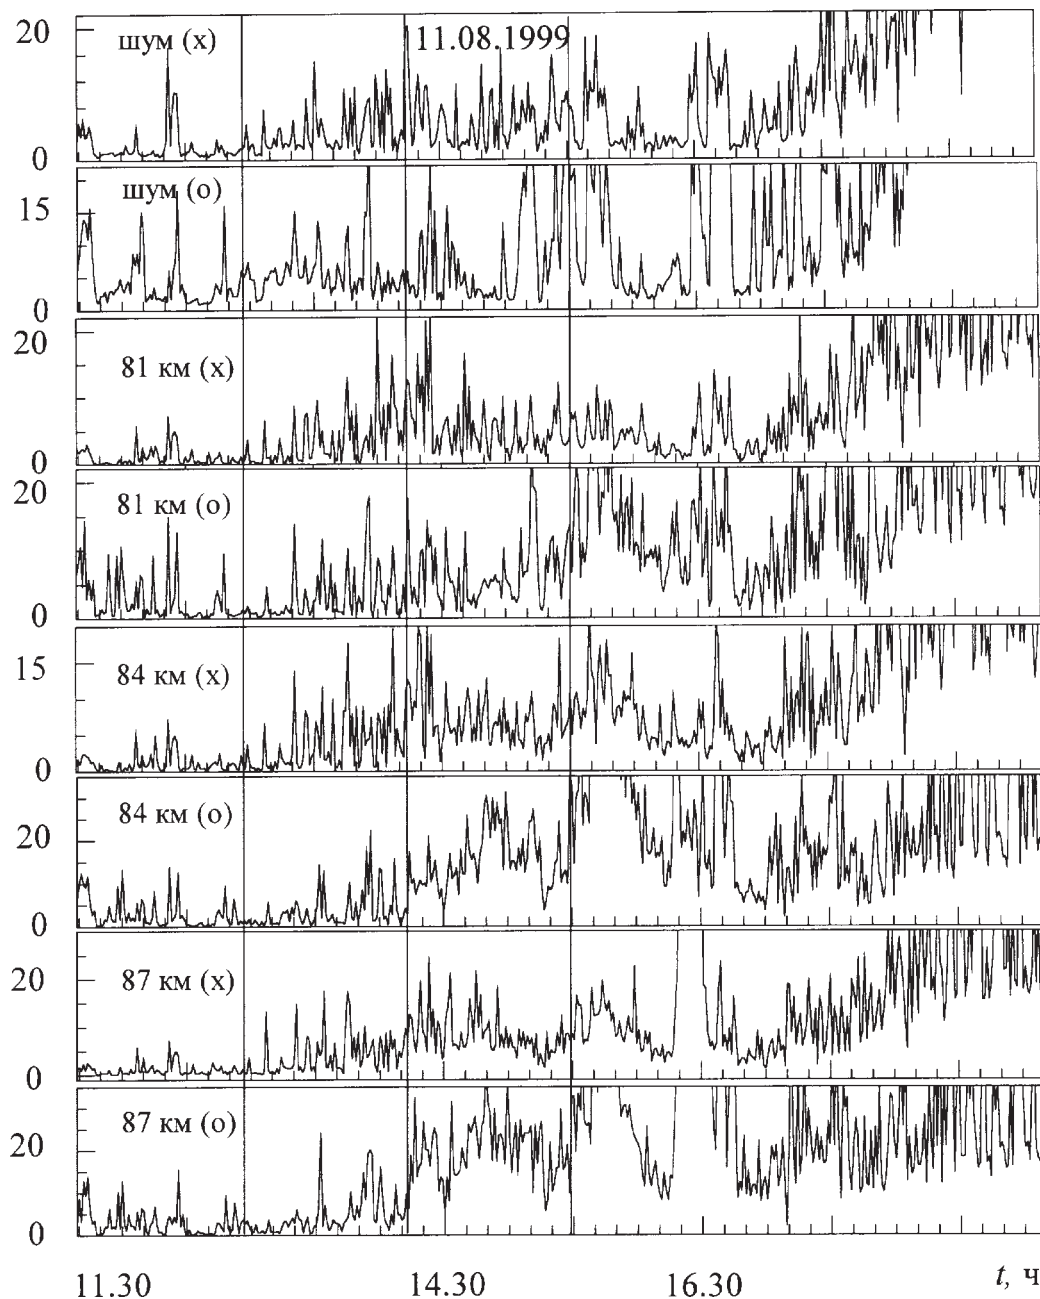 20
шум (х)
11.08.1999
0
шум (о)
15
0
20
81 км (х)
0
20
81 км (о)
0
15
84 км (х)
0
84 км (о)
20
0
20
87 км (х)
0
87 км (о)
20
0
11.30
14.30
16.30
t, ч